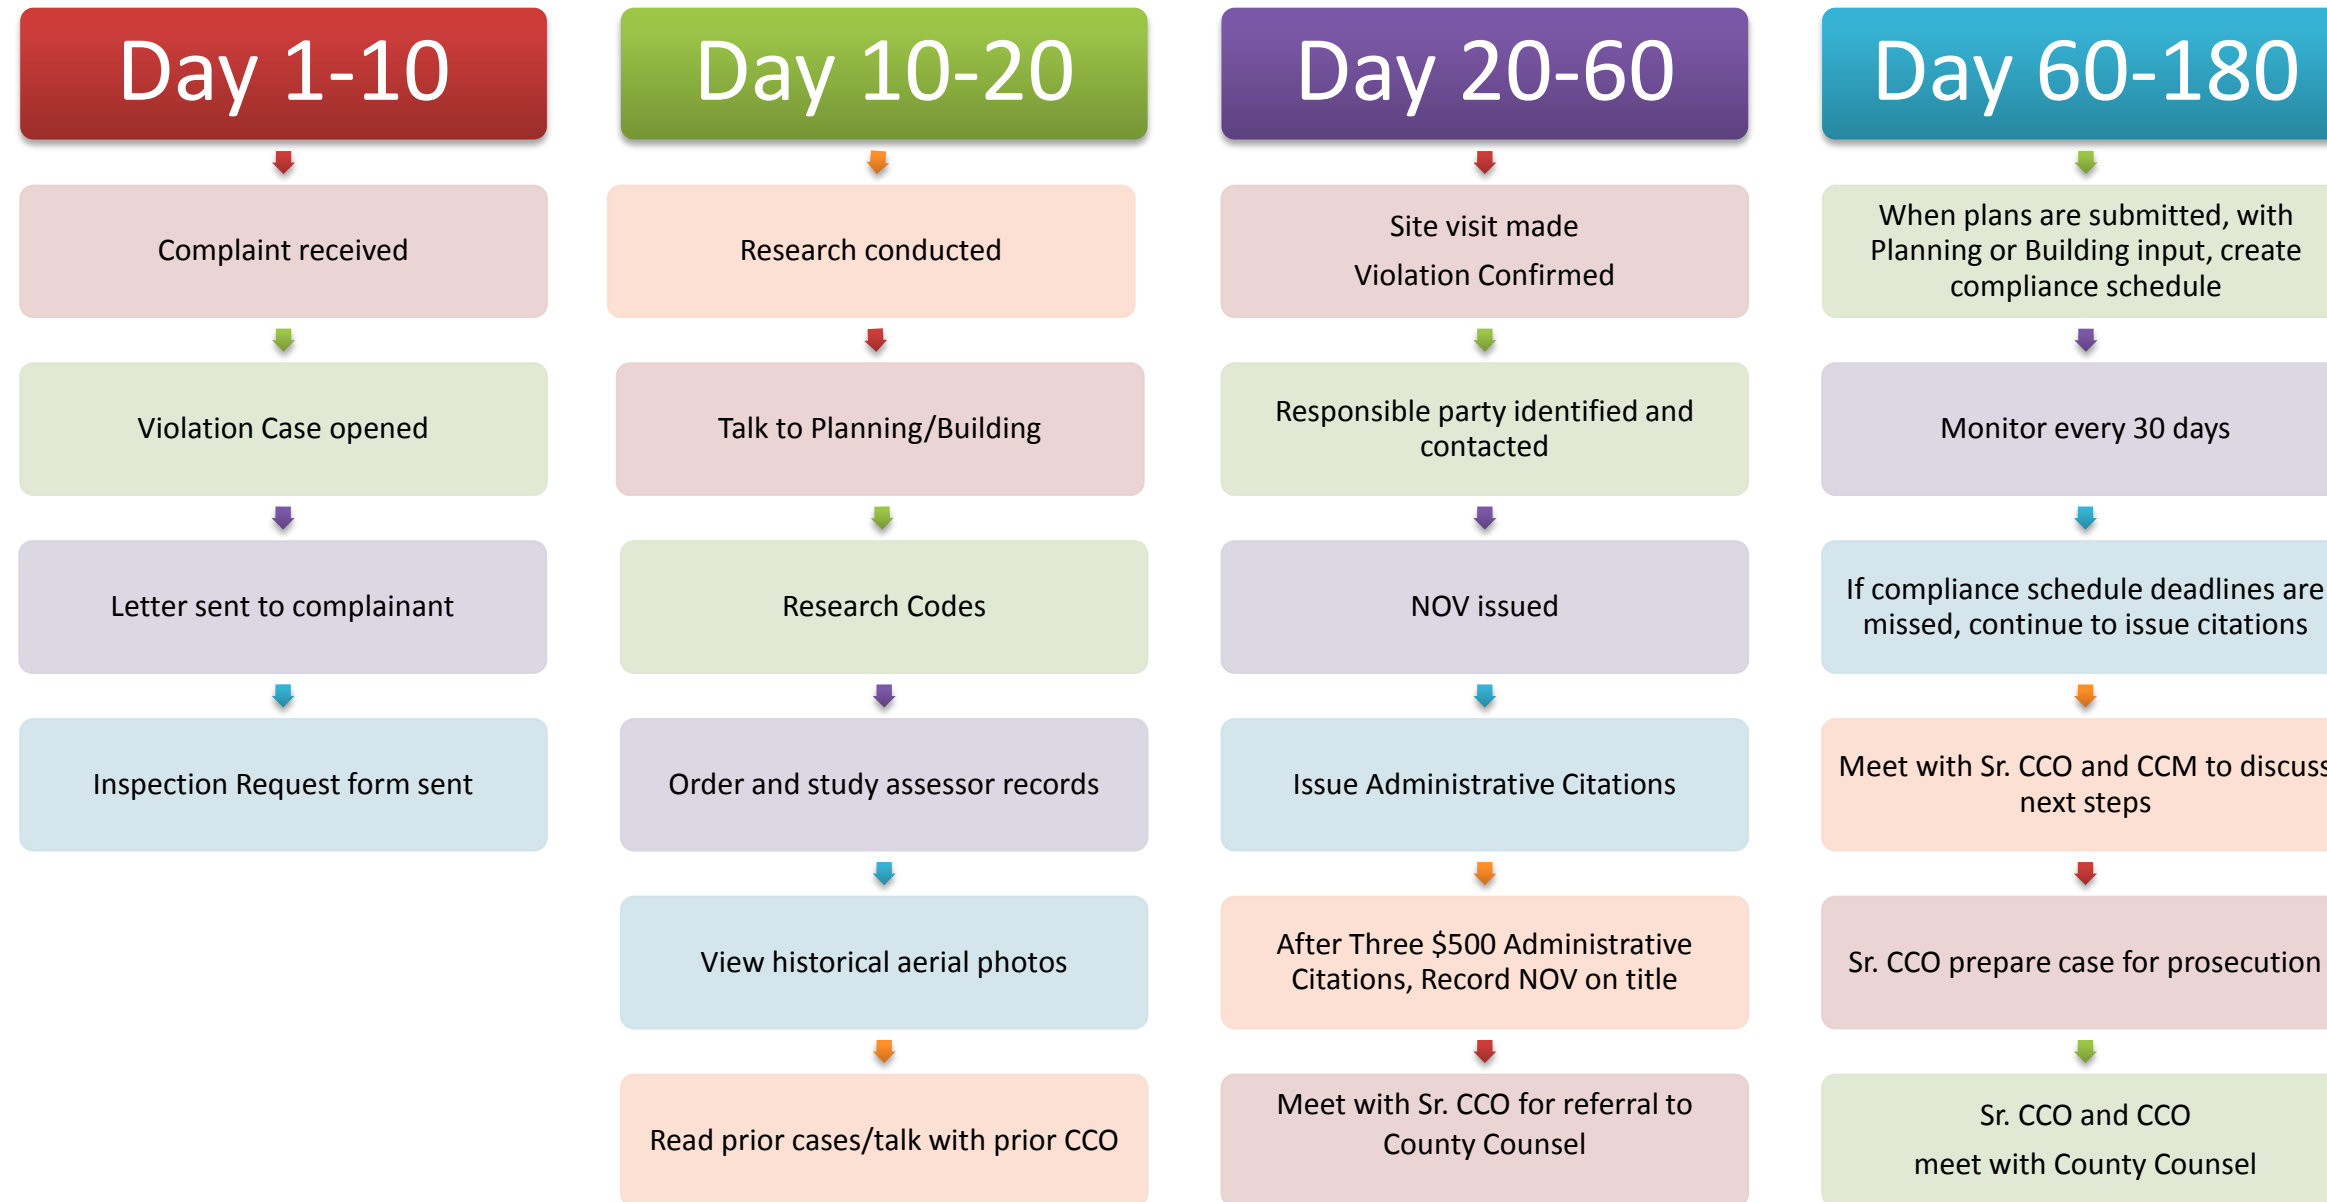 Day 1-10
Complaint received
Violation Case opened
Letter sent to complainant
Inspection Request form sent
Day 10-20
Research conducted
Talk to Planning/Building
Research Codes
Order and study assessor records
View historical aerial photos
Read prior cases/talk with prior CCO
Day 20-60
Site visit made
Violation Confirmed
Responsible party identified and
contacted
NOV issued
Issue Administrative Citations
After Three $500 Administrative
Citations, Record NOV on title
Meet with Sr. CCO for referral to
County Counsel
Day 60-180
When plans are submitted, with
Planning or Building input, create
compliance schedule
Monitor every 30 days
If compliance schedule deadlines are
missed, continue to issue citations
Meet with Sr. CCO and CCM to discuss
next steps
Sr. CCO prepare case for prosecution
Sr. CCO and CCO
meet with County Counsel